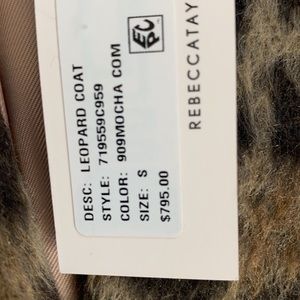 DESC: LEOPARD COAT
STYLE: 719559C959
COLOR: 909MOCHA COM
SIZE: S
$795.00
REBECCATAY